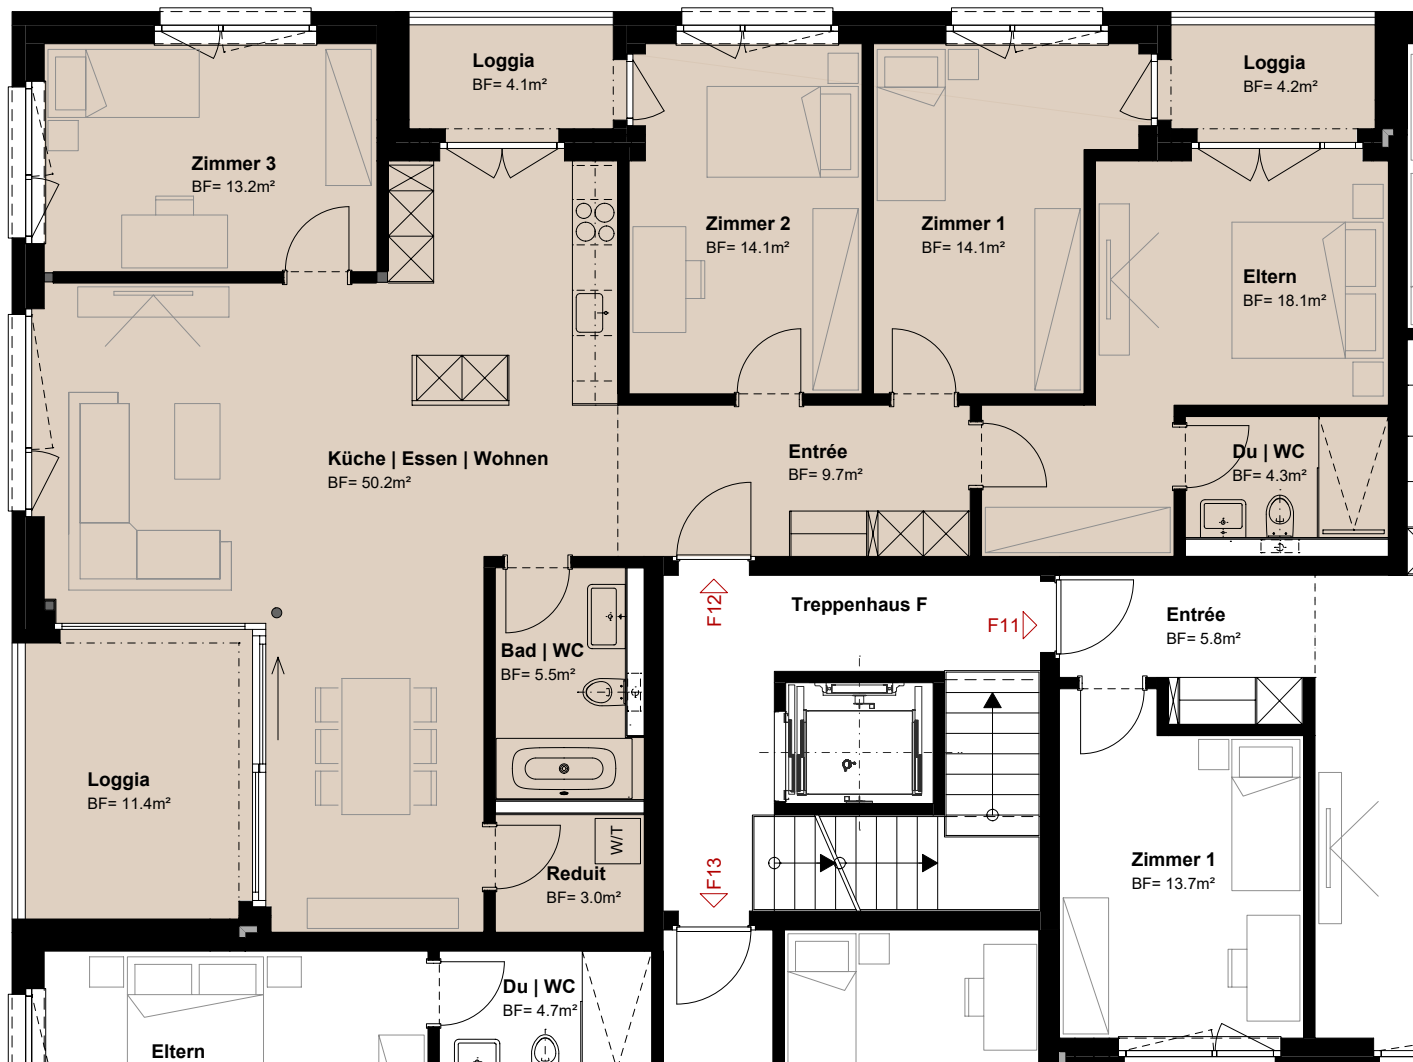 Loggia
BF= 4.1m²
Loggia
BF= 4.2m²
Zimmer 3
BF= 13.2m²
Zimmer 2
BF= 14.1m²
Zimmer 1
BF= 14.1m²
Eltern
BF= 18.1m²
Küche | Essen | Wohnen
BF= 50.2m²
Entrée
BF= 9.7m²
Du | WC
BF= 4.3m²
F12
Treppenhaus F
F11
Entrée
BF= 5.8m²
Bad | WC
BF= 5.5m²
Loggia
BF= 11.4m²
W/T
Reduit
BF= 3.0m²
F13
Zimmer 1
BF= 13.7m²
Du | WC
BF= 4.7m²
Eltern